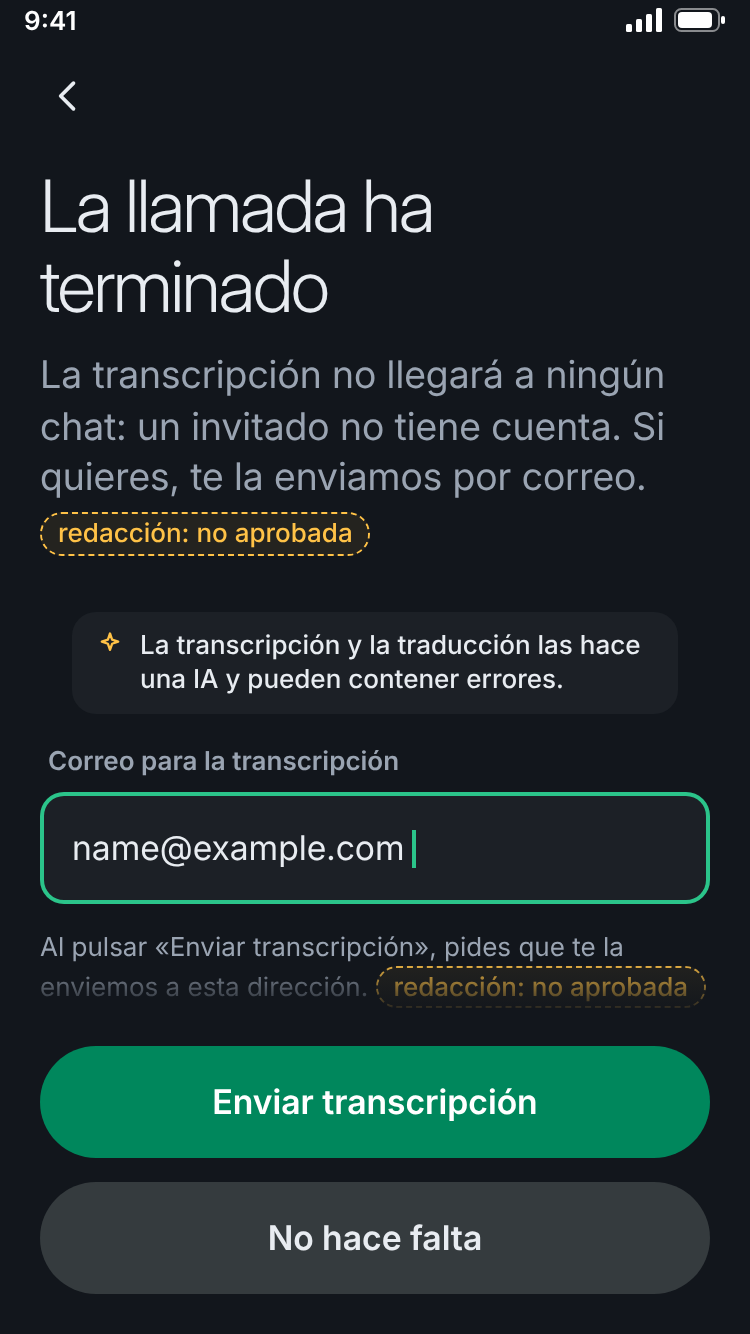 9:41
La llamada ha
terminado
La transcripción no llegará a ningún
chat: un invitado no tiene cuenta. Si
quieres, te la enviamos por correo.
redacción: no aprobada
La transcripción y la traducción las hace
una IA y pueden contener errores.
Correo para la transcripción
name@example.com
Al pulsar «Enviar transcripción», pides que te la
enviemos a esta dirección. redacción: no aprobada
Enviar transcripción
No hace falta